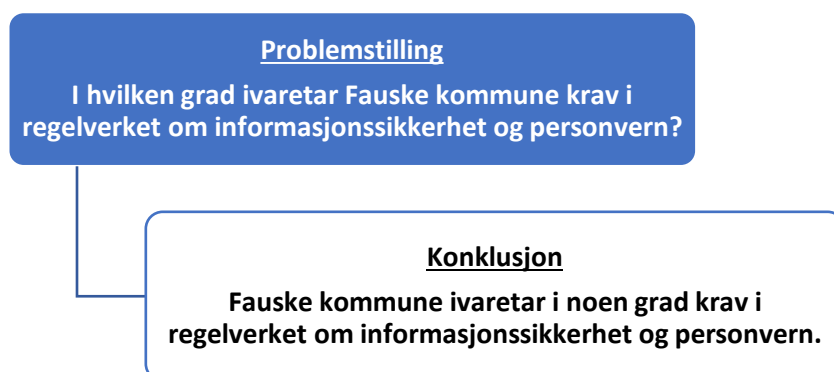 Problemstilling
I hvilken grad ivaretar Fauske kommune krav i
regelverket om informasjonssikkerhet og personvern?
Konklusjon
Fauske kommune ivaretar i noen grad krav i
regelverket om informasjonssikkerhet og personvern.